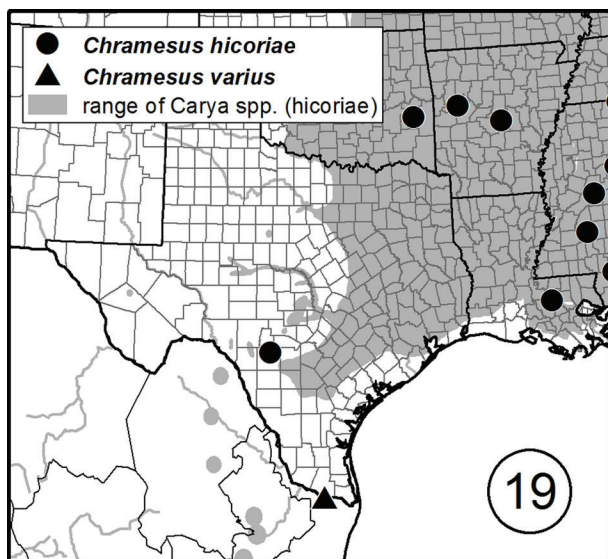 Chramesus hicoriae
Chramesus varius
range of Carya spp. (hicoriae)
19